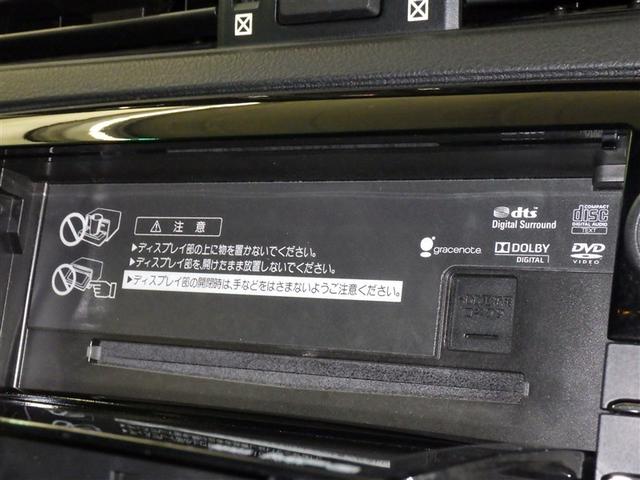 注意
▶ディスプレイ部の上に物を置かないでください。
▶ディスプレイ部を、開けたまま放置しないでください。
▶ディスプレイ部の開閉時は、手などをはさまないようご注意ください。
dts
Digital Surround
COMPACT
disc
DIGITAL AUDIO
TEXT
gracenote
DOLBY
DIGITAL
DVD
VIDEO